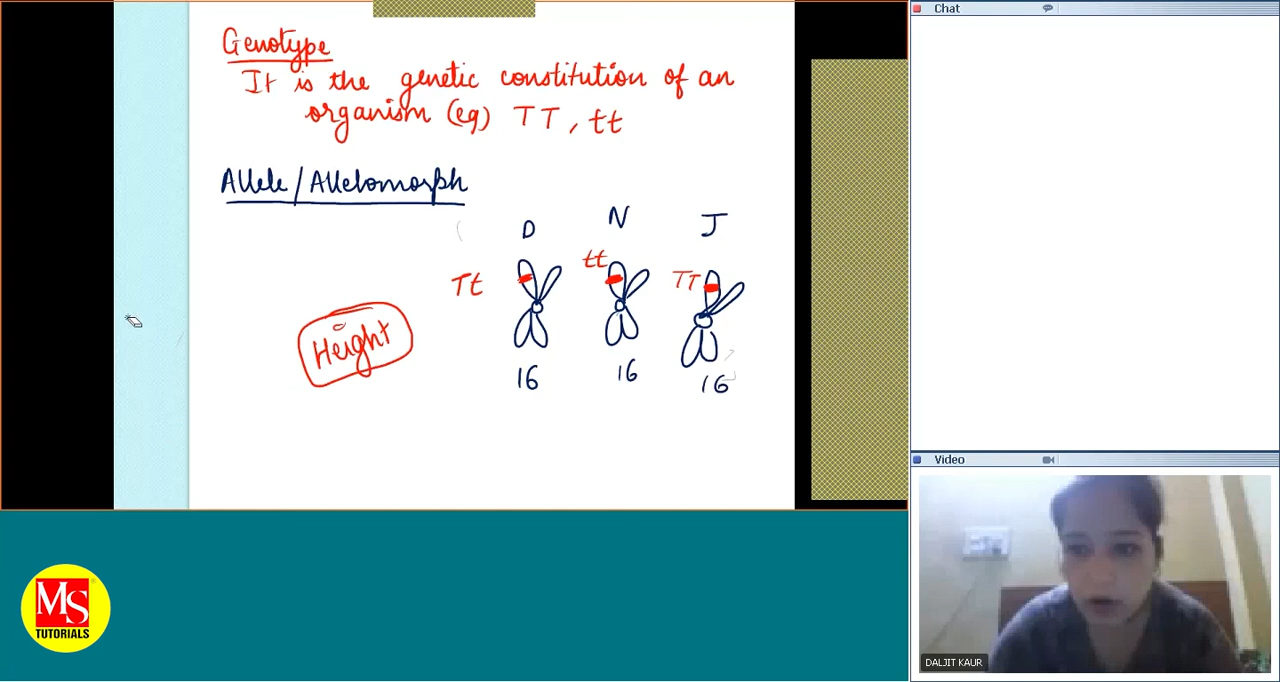 Genotype
It is the genetic constitution of an
organism (eg) TT, tt
Allele/Allelomorph
D N J
Tt tt TT
Height
16 16 16
Chat
Video
DALJIT KAUR
MS
TUTORIALS